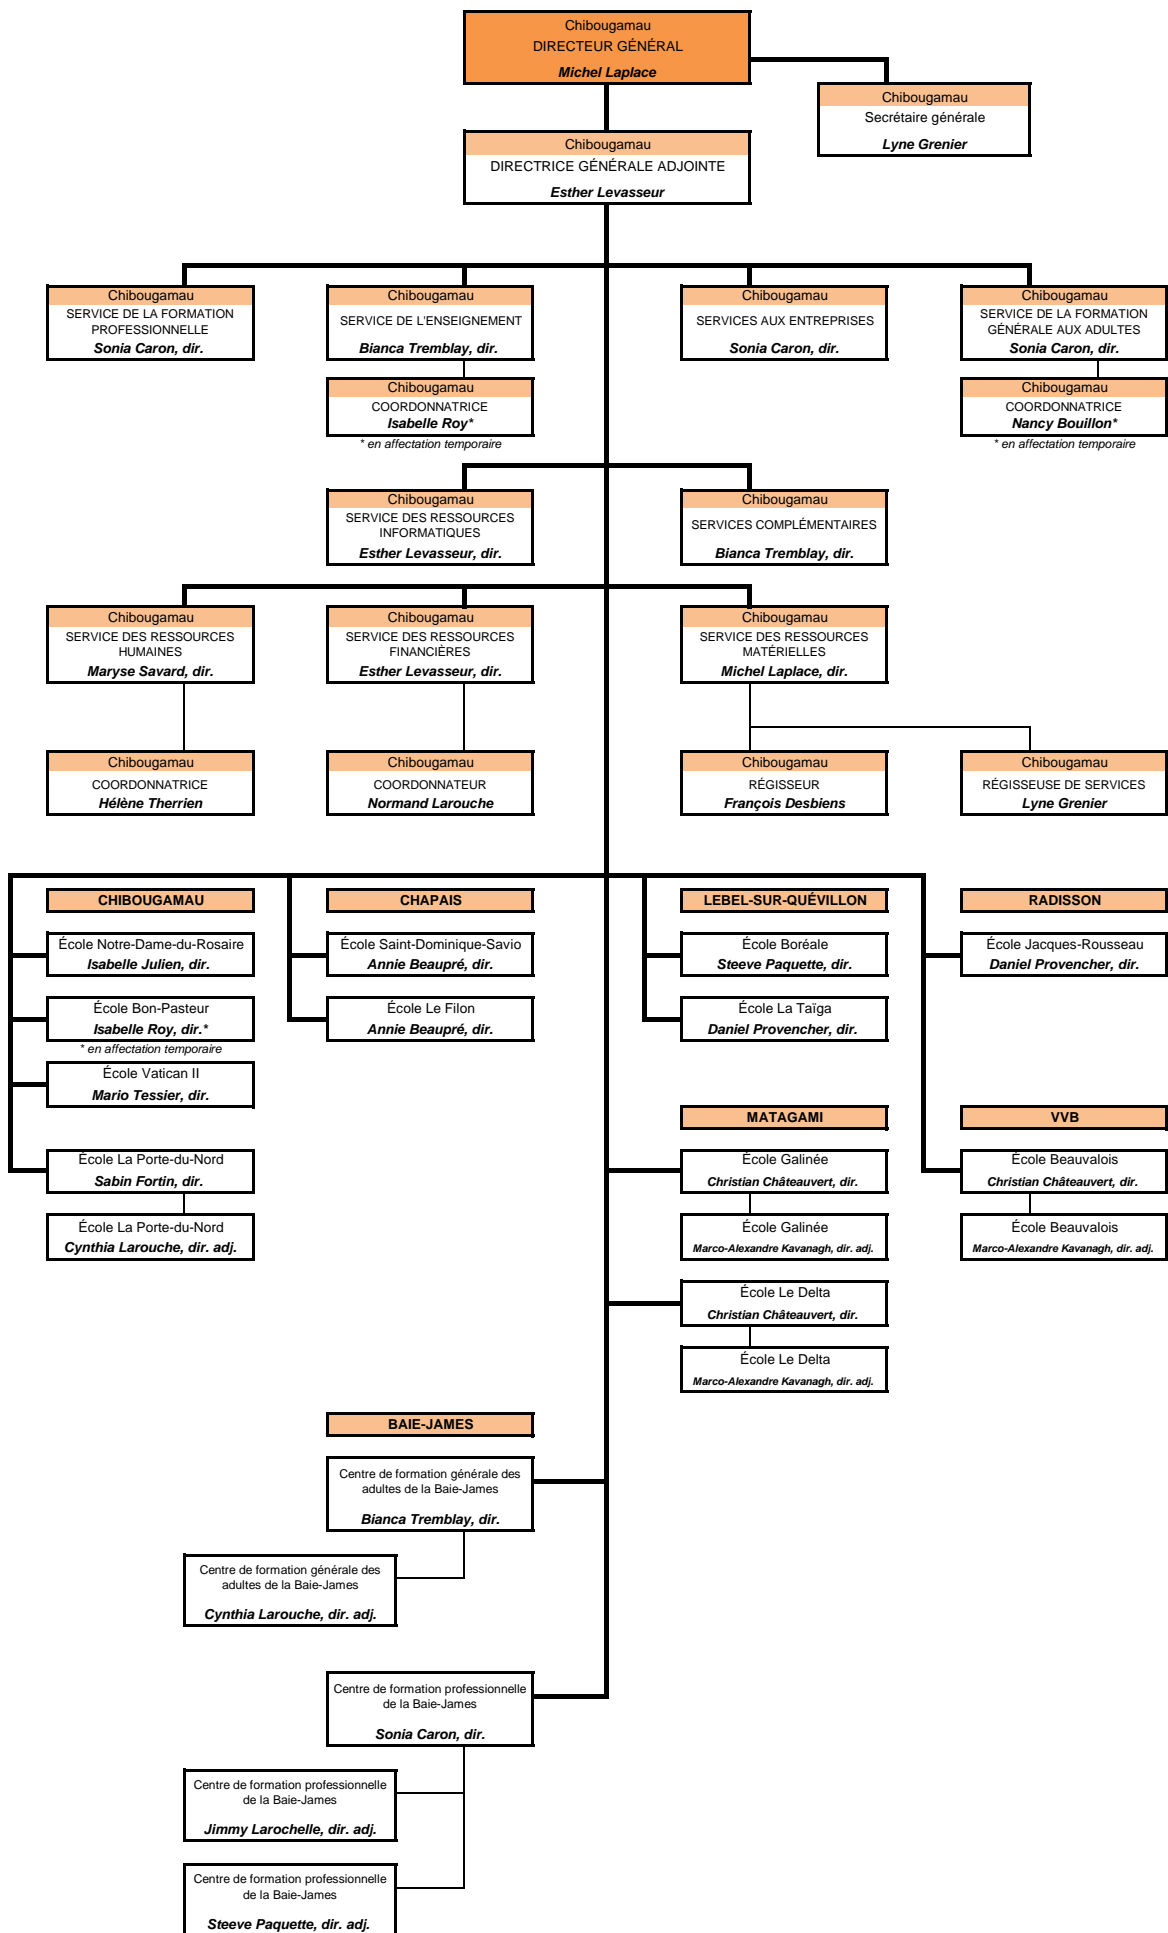 Chibougamau
DIRECTEUR GÉNÉRAL
Michel Laplace
Chibougamau
Secrétaire générale
Lyne Grenier
Chibougamau
DIRECTRICE GÉNÉRALE ADJOINTE
Esther Levasseur
Chibougamau
SERVICE DE LA FORMATION
PROFESSIONNELLE
Sonia Caron, dir.
Chibougamau
SERVICE DE L'ENSEIGNEMENT
Bianca Tremblay, dir.
Chibougamau
SERVICES AUX ENTREPRISES
Sonia Caron, dir.
Chibougamau
SERVICE DE LA FORMATION
GÉNÉRALE AUX ADULTES
Sonia Caron, dir.
Chibougamau
COORDONNATRICE
Isabelle Roy*
* en affectation temporaire
Chibougamau
COORDONNATRICE
Nancy Bouillon*
* en affectation temporaire
Chibougamau
SERVICE DES RESSOURCES
INFORMATIQUES
Esther Levasseur, dir.
Chibougamau
SERVICES COMPLÉMENTAIRES
Bianca Tremblay, dir.
Chibougamau
SERVICE DES RESSOURCES
HUMAINES
Maryse Savard, dir.
Chibougamau
SERVICE DES RESSOURCES
FINANCIÈRES
Esther Levasseur, dir.
Chibougamau
SERVICE DES RESSOURCES
MATÉRIELLES
Michel Laplace, dir.
Chibougamau
COORDONNATRICE
Hélène Therrien
Chibougamau
COORDONNATEUR
Normand Larouche
Chibougamau
RÉGISSEUR
François Desbiens
Chibougamau
RÉGISSEUSE DE SERVICES
Lyne Grenier
CHIBOUGAMAU
École Notre-Dame-du-Rosaire
Isabelle Julien, dir.
École Bon-Pasteur
Isabelle Roy, dir.*
* en affectation temporaire
École Vatican II
Mario Tessier, dir.
École La Porte-du-Nord
Sabin Fortin, dir.
École La Porte-du-Nord
Cynthia Larouche, dir. adj.
CHAPAIS
École Saint-Dominique-Savio
Annie Beaupré, dir.
École Le Filon
Annie Beaupré, dir.
LEBEL-SUR-QUÉVILLON
École Boréale
Steeve Paquette, dir.
École La Taïga
Daniel Provencher, dir.
RADISSON
École Jacques-Rousseau
Daniel Provencher, dir.
MATAGAMI
École Galinée
Christian Châteauvert, dir.
École Galinée
Marco-Alexandre Kavanagh, dir. adj.
École Le Delta
Christian Châteauvert, dir.
École Le Delta
Marco-Alexandre Kavanagh, dir. adj.
VVB
École Beauvalois
Christian Châteauvert, dir.
École Beauvalois
Marco-Alexandre Kavanagh, dir. adj.
BAIE-JAMES
Centre de formation générale des
adultes de la Baie-James
Bianca Tremblay, dir.
Centre de formation générale des
adultes de la Baie-James
Cynthia Larouche, dir. adj.
Centre de formation professionnelle
de la Baie-James
Sonia Caron, dir.
Centre de formation professionnelle
de la Baie-James
Jimmy Larochelle, dir. adj.
Centre de formation professionnelle
de la Baie-James
Steeve Paquette, dir. adj.